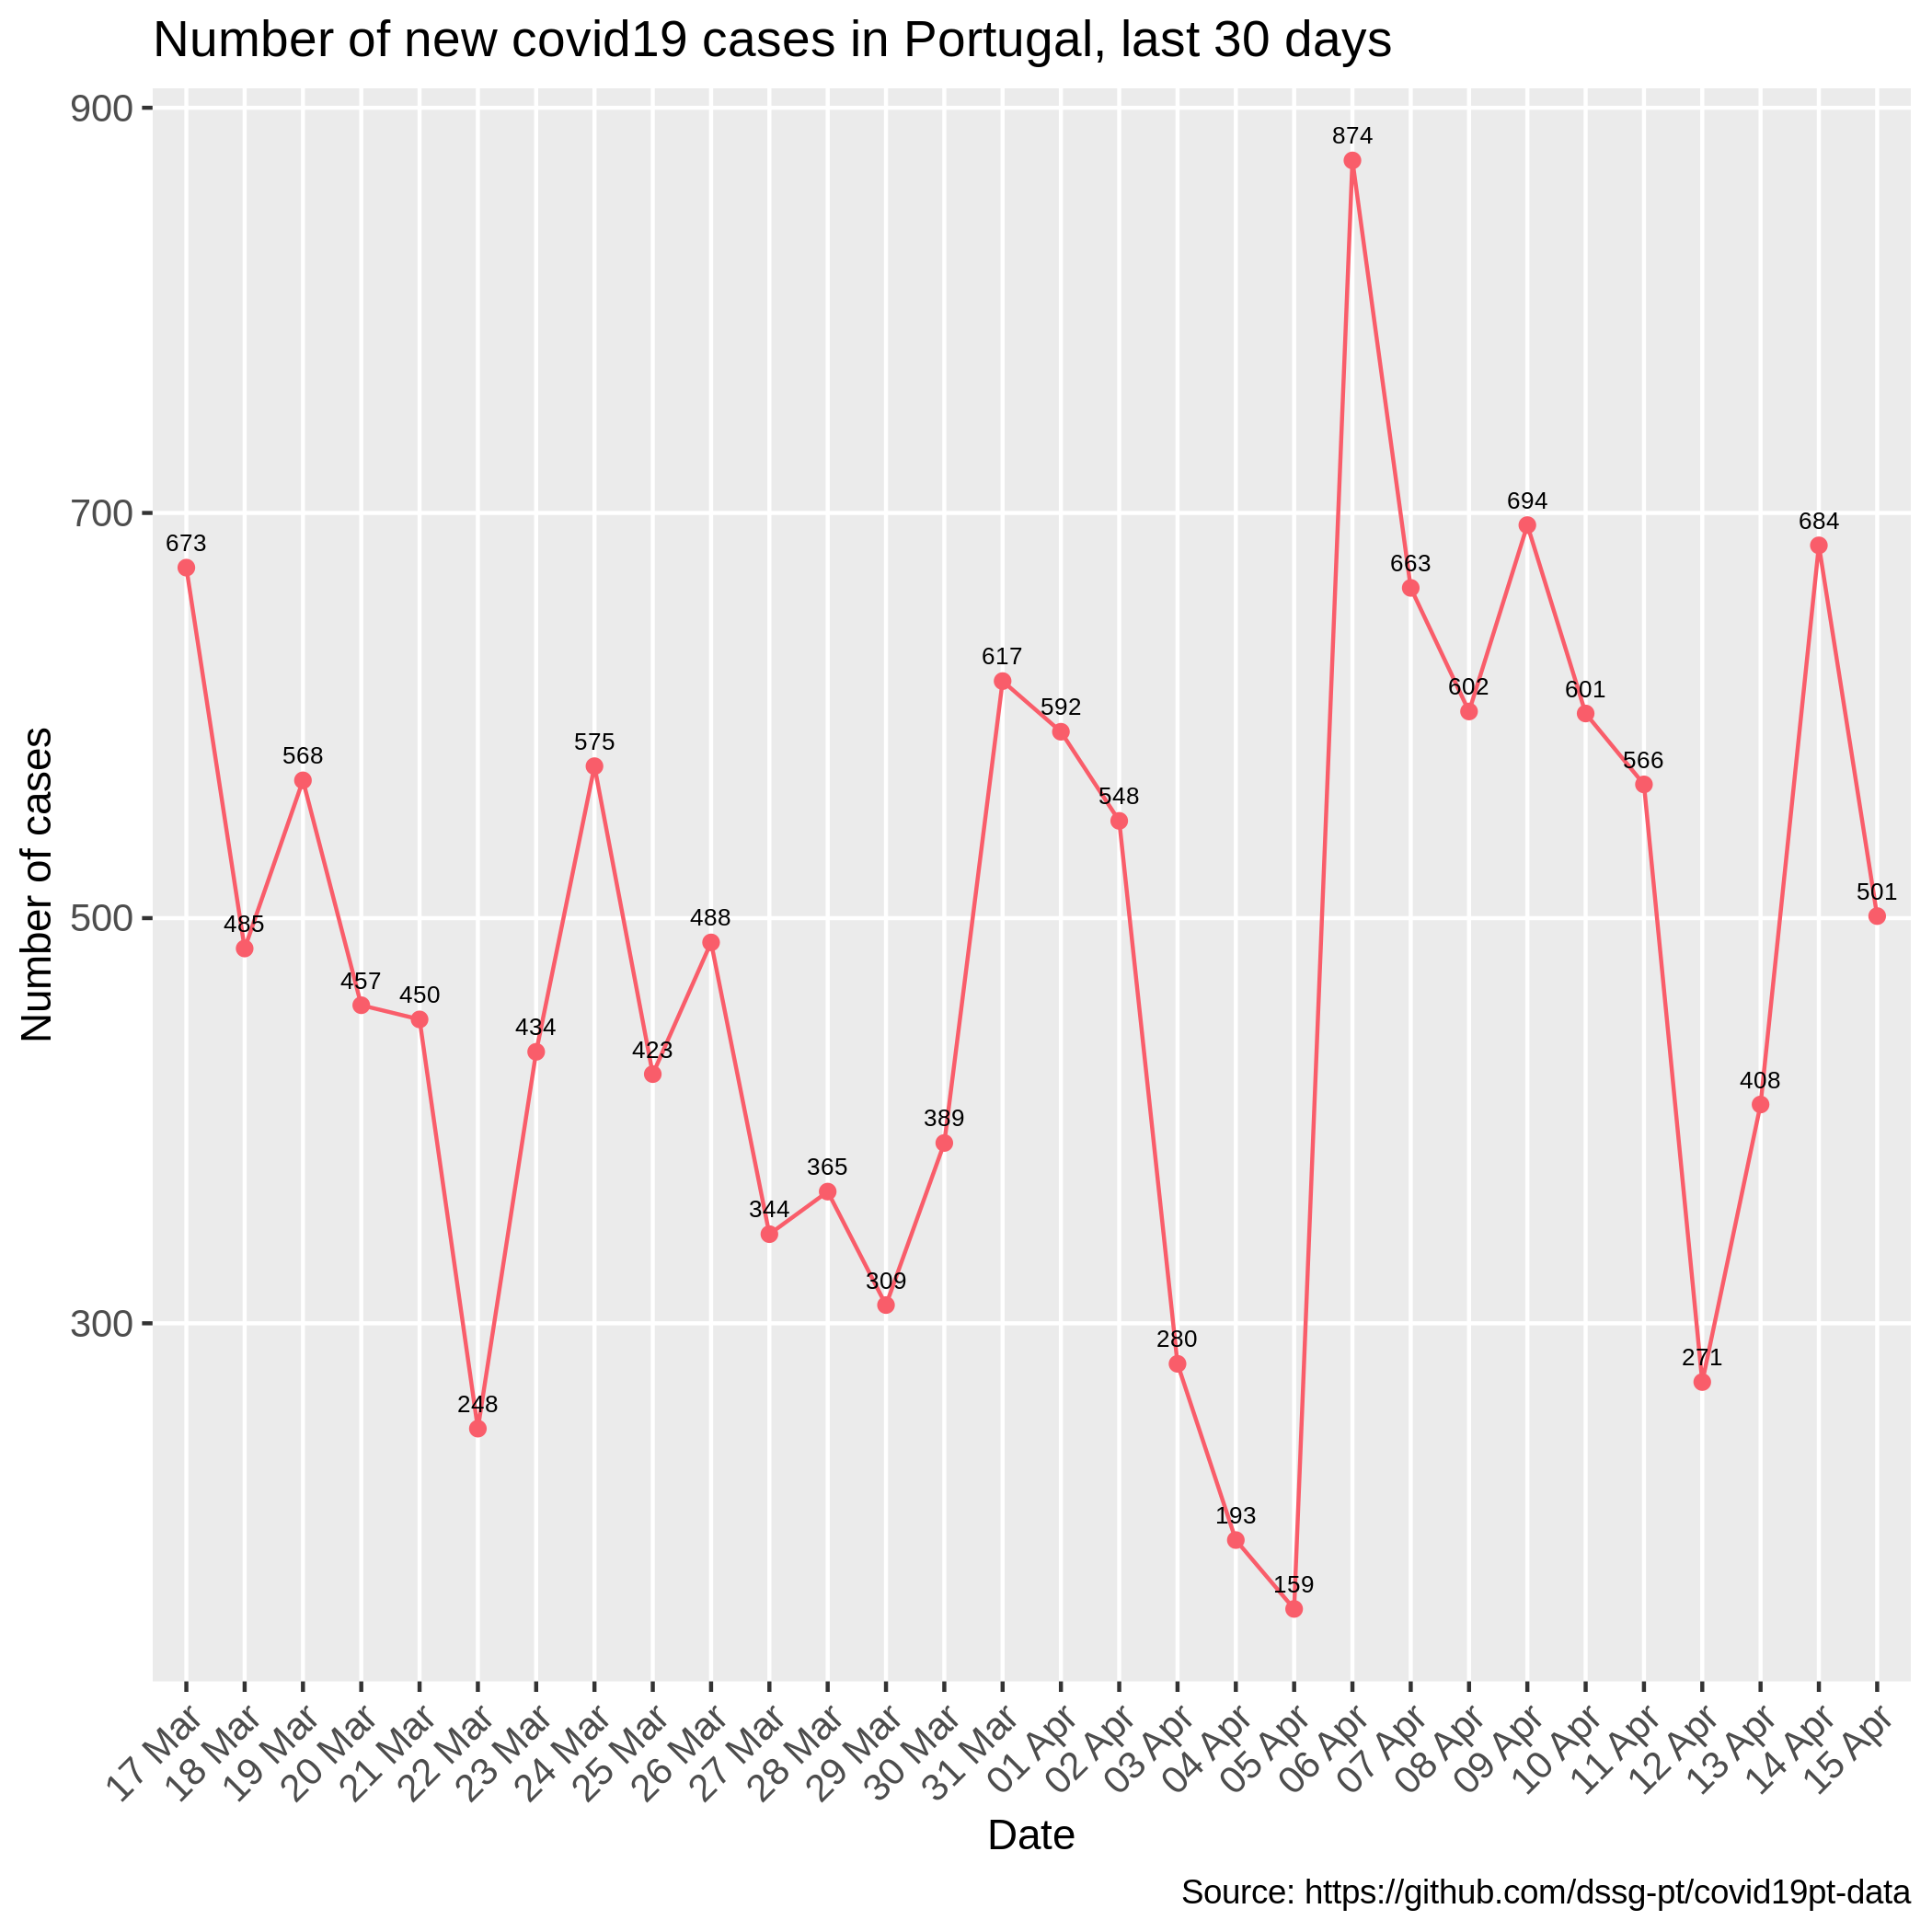 Number of new covid19 cases in Portugal, last 30 days
900
700
500
300
Number of cases
673
485
568
457
450
248
434
575
423
488
344
365
309
389
617
592
548
280
193
159
874
663
602
694
601
566
271
408
684
501
17 Mar
18 Mar
19 Mar
20 Mar
21 Mar
22 Mar
23 Mar
24 Mar
25 Mar
26 Mar
27 Mar
28 Mar
29 Mar
30 Mar
31 Mar
01 Apr
02 Apr
03 Apr
04 Apr
05 Apr
06 Apr
07 Apr
08 Apr
09 Apr
10 Apr
11 Apr
12 Apr
13 Apr
14 Apr
15 Apr
Date
Source: https://github.com/dssg-pt/covid19pt-data